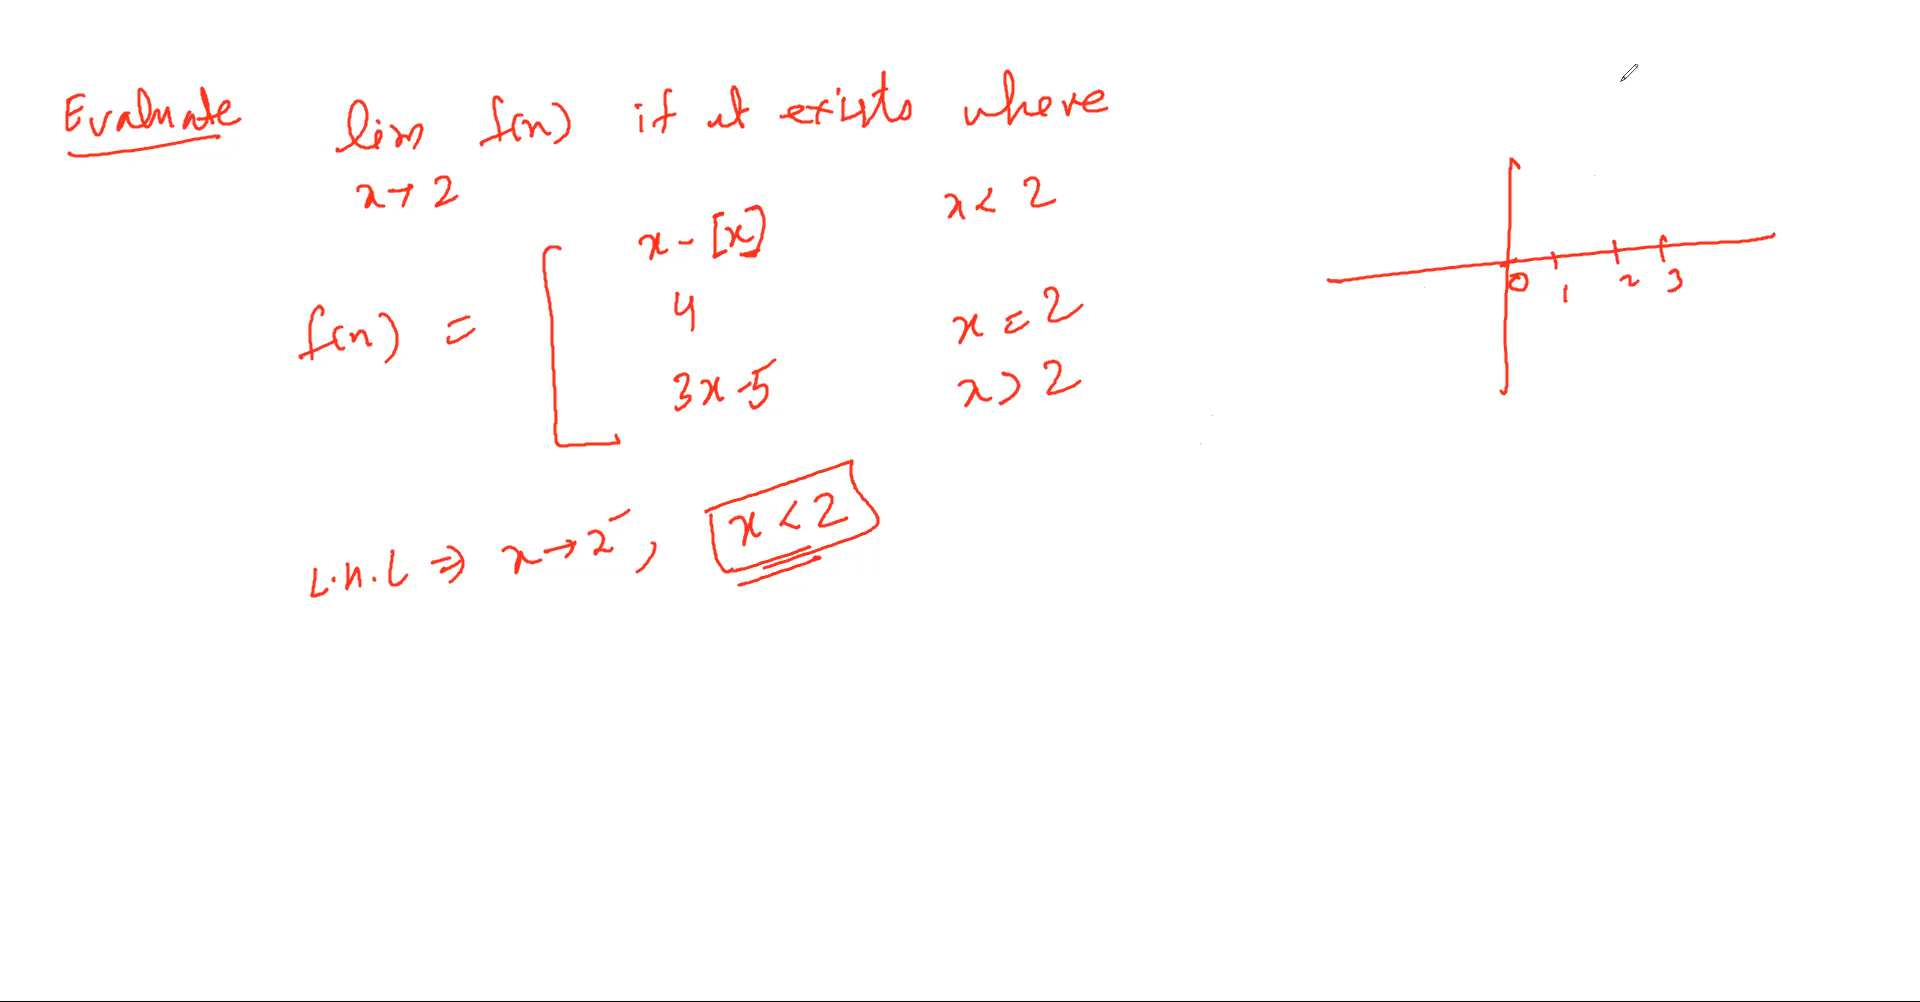 Evaluate lim f(x) if it exists where
x→2
x-[x] x<2
f(x) = 4 x=2
3x-5 x>2
L.H.L ⇒ x→2⁻, x<2
0 1 2 3